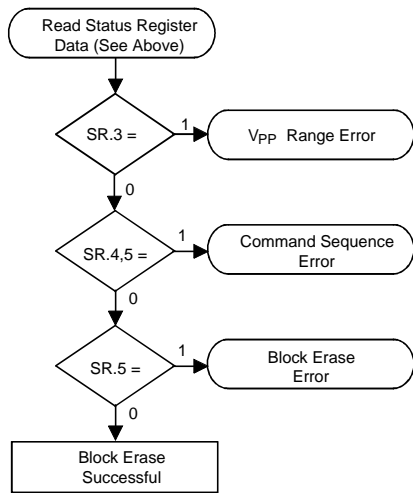 Read Status Register
Data (See Above)
SR.3 =
1
VPP Range Error
0
SR.4,5 =
1
Command Sequence
Error
0
SR.5 =
1
Block Erase
Error
0
Block Erase
Successful